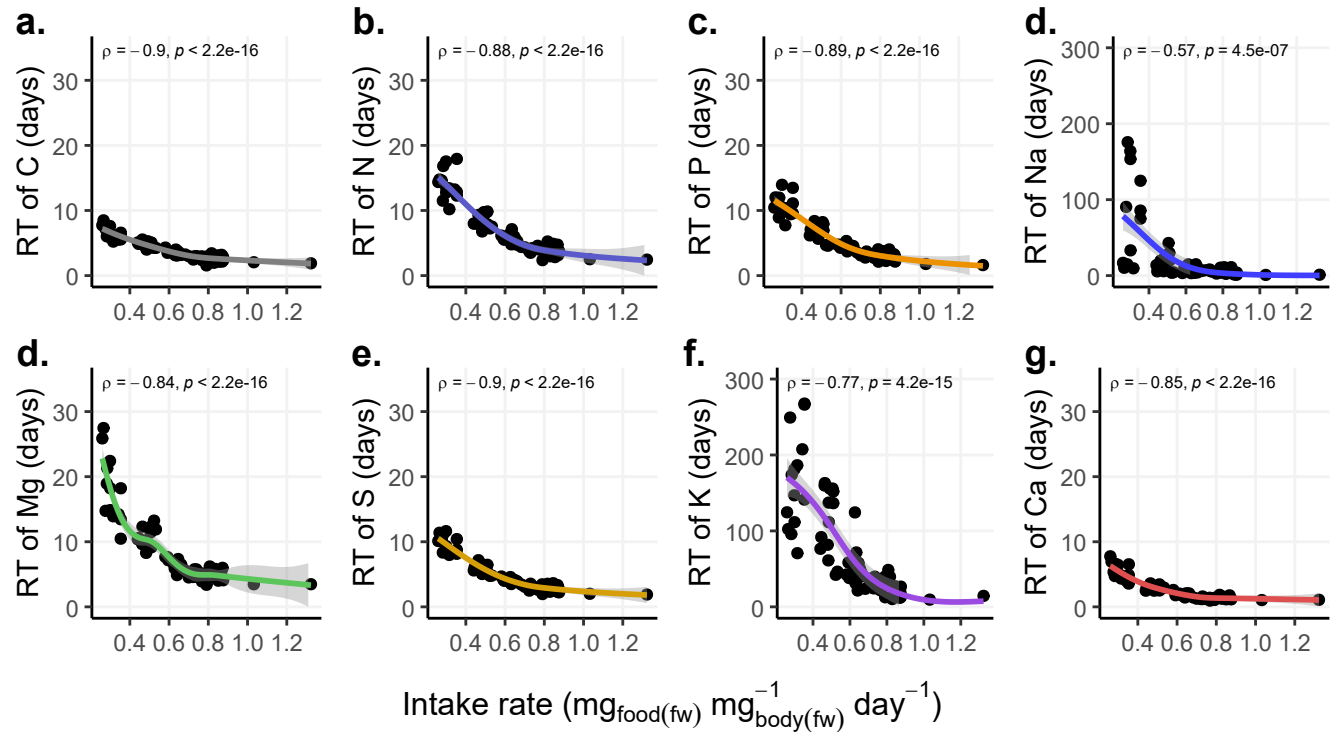 a.
ρ = −0.9, p < 2.2e-16
RT of C (days)
30
20
10
0
0.4 0.6 0.8 1.0 1.2
b.
ρ = −0.88, p < 2.2e-16
RT of N (days)
30
20
10
0
0.4 0.6 0.8 1.0 1.2
c.
ρ = −0.89, p < 2.2e-16
RT of P (days)
30
20
10
0
0.4 0.6 0.8 1.0 1.2
d.
ρ = −0.57, p = 4.5e-07
RT of Na (days)
300
200
100
0
0.4 0.6 0.8 1.0 1.2
d.
ρ = −0.84, p < 2.2e-16
RT of Mg (days)
30
20
10
0
0.4 0.6 0.8 1.0 1.2
e.
ρ = −0.9, p < 2.2e-16
RT of S (days)
30
20
10
0
0.4 0.6 0.8 1.0 1.2
f.
ρ = −0.77, p = 4.2e-15
RT of K (days)
300
200
100
0
0.4 0.6 0.8 1.0 1.2
g.
ρ = −0.85, p < 2.2e-16
RT of Ca (days)
30
20
10
0
0.4 0.6 0.8 1.0 1.2
Intake rate (mg_food(fw) mg_body(fw)^−1 day^−1)